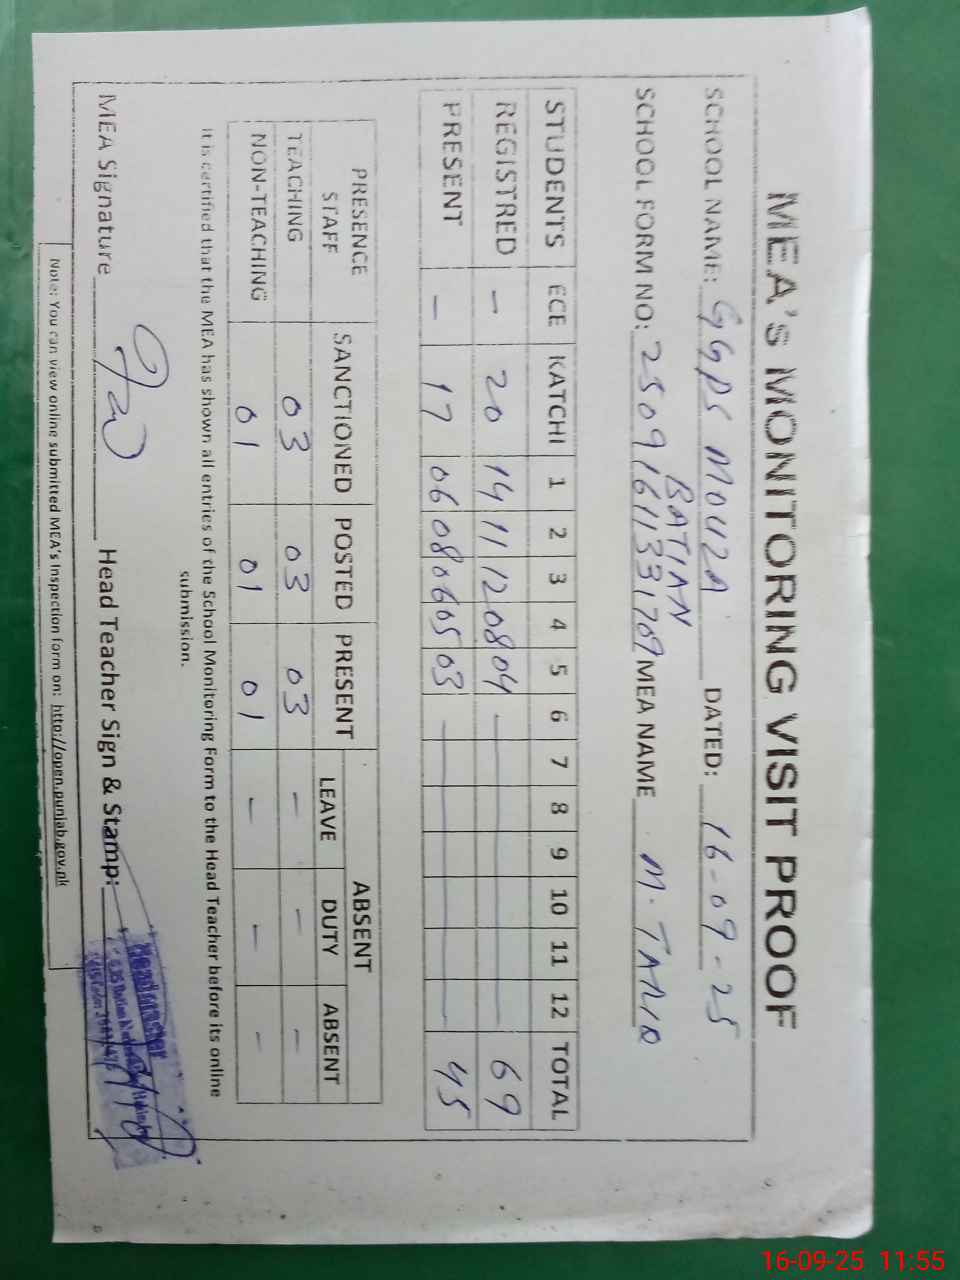 MEA's MONITORING VISIT PROOF
SCHOOL NAME: GGPS MOUZA DATED: 16-09-25
BATIAN
SCHOOL FORM NO: 25091611331709 MEA NAME M. TARIQ
STUDENTS ECE KATCHI 1 2 3 4 5 6 7 8 9 10 11 12 TOTAL
REGISTRED - 20 14 11 12 08 04 - 69
PRESENT - 17 06 08 06 05 03 - 45
PRESENCE STAFF SANCTIONED POSTED PRESENT ABSENT
LEAVE DUTY ABSENT
TEACHING 03 03 03 - - -
NON-TEACHING 01 01 01 - - -
It is certified that the MEA has shown all entries of the School Monitoring Form to the Head Teacher before its online
submission.
MEA Signature Head Teacher Sign & Stamp:
Headteacher
Note: You can view online submitted MEA's Inspection form on: http://open.punjab.gov.pk
16-09-25 11:55